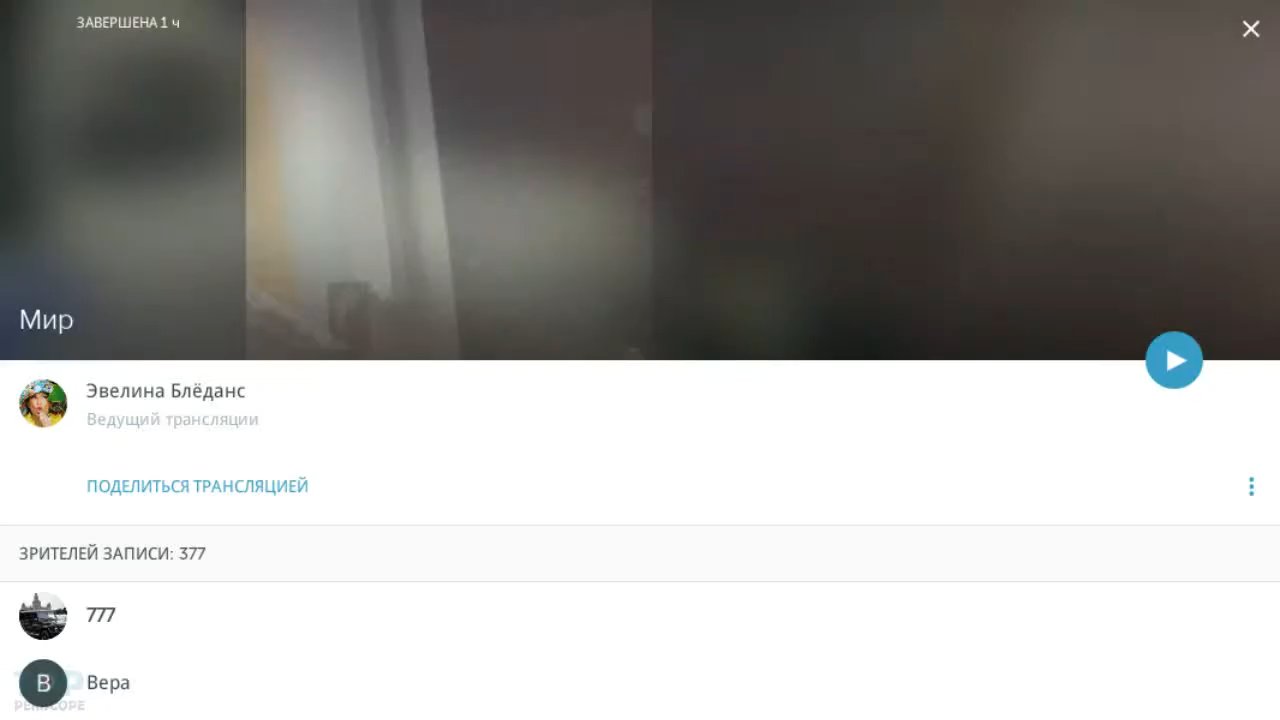 ЗАВЕРШЕНА 1 ч
Мир
Эвелина Блёданс
Ведущий трансляции
ПОДЕЛИТЬСЯ ТРАНСЛЯЦИЕЙ
ЗРИТЕЛЕЙ ЗАПИСИ: 377
777
В
Вера